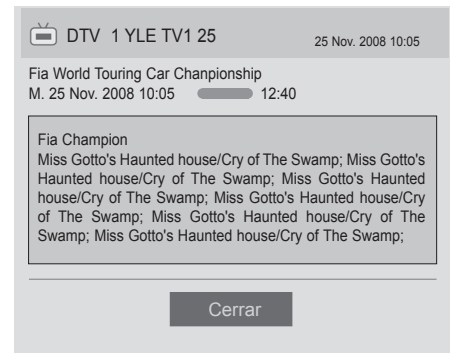 DTV 1 YLE TV1 25 25 Nov. 2008 10:05
Fia World Touring Car Chanpionship
M. 25 Nov. 2008 10:05 12:40
Fia Champion
Miss Gotto's Haunted house/Cry of The Swamp; Miss Gotto's
Haunted house/Cry of The Swamp; Miss Gotto's Haunted
house/Cry of The Swamp; Miss Gotto's Haunted house/Cry
of The Swamp; Miss Gotto's Haunted house/Cry of The
Swamp; Miss Gotto's Haunted house/Cry of The Swamp;
Cerrar